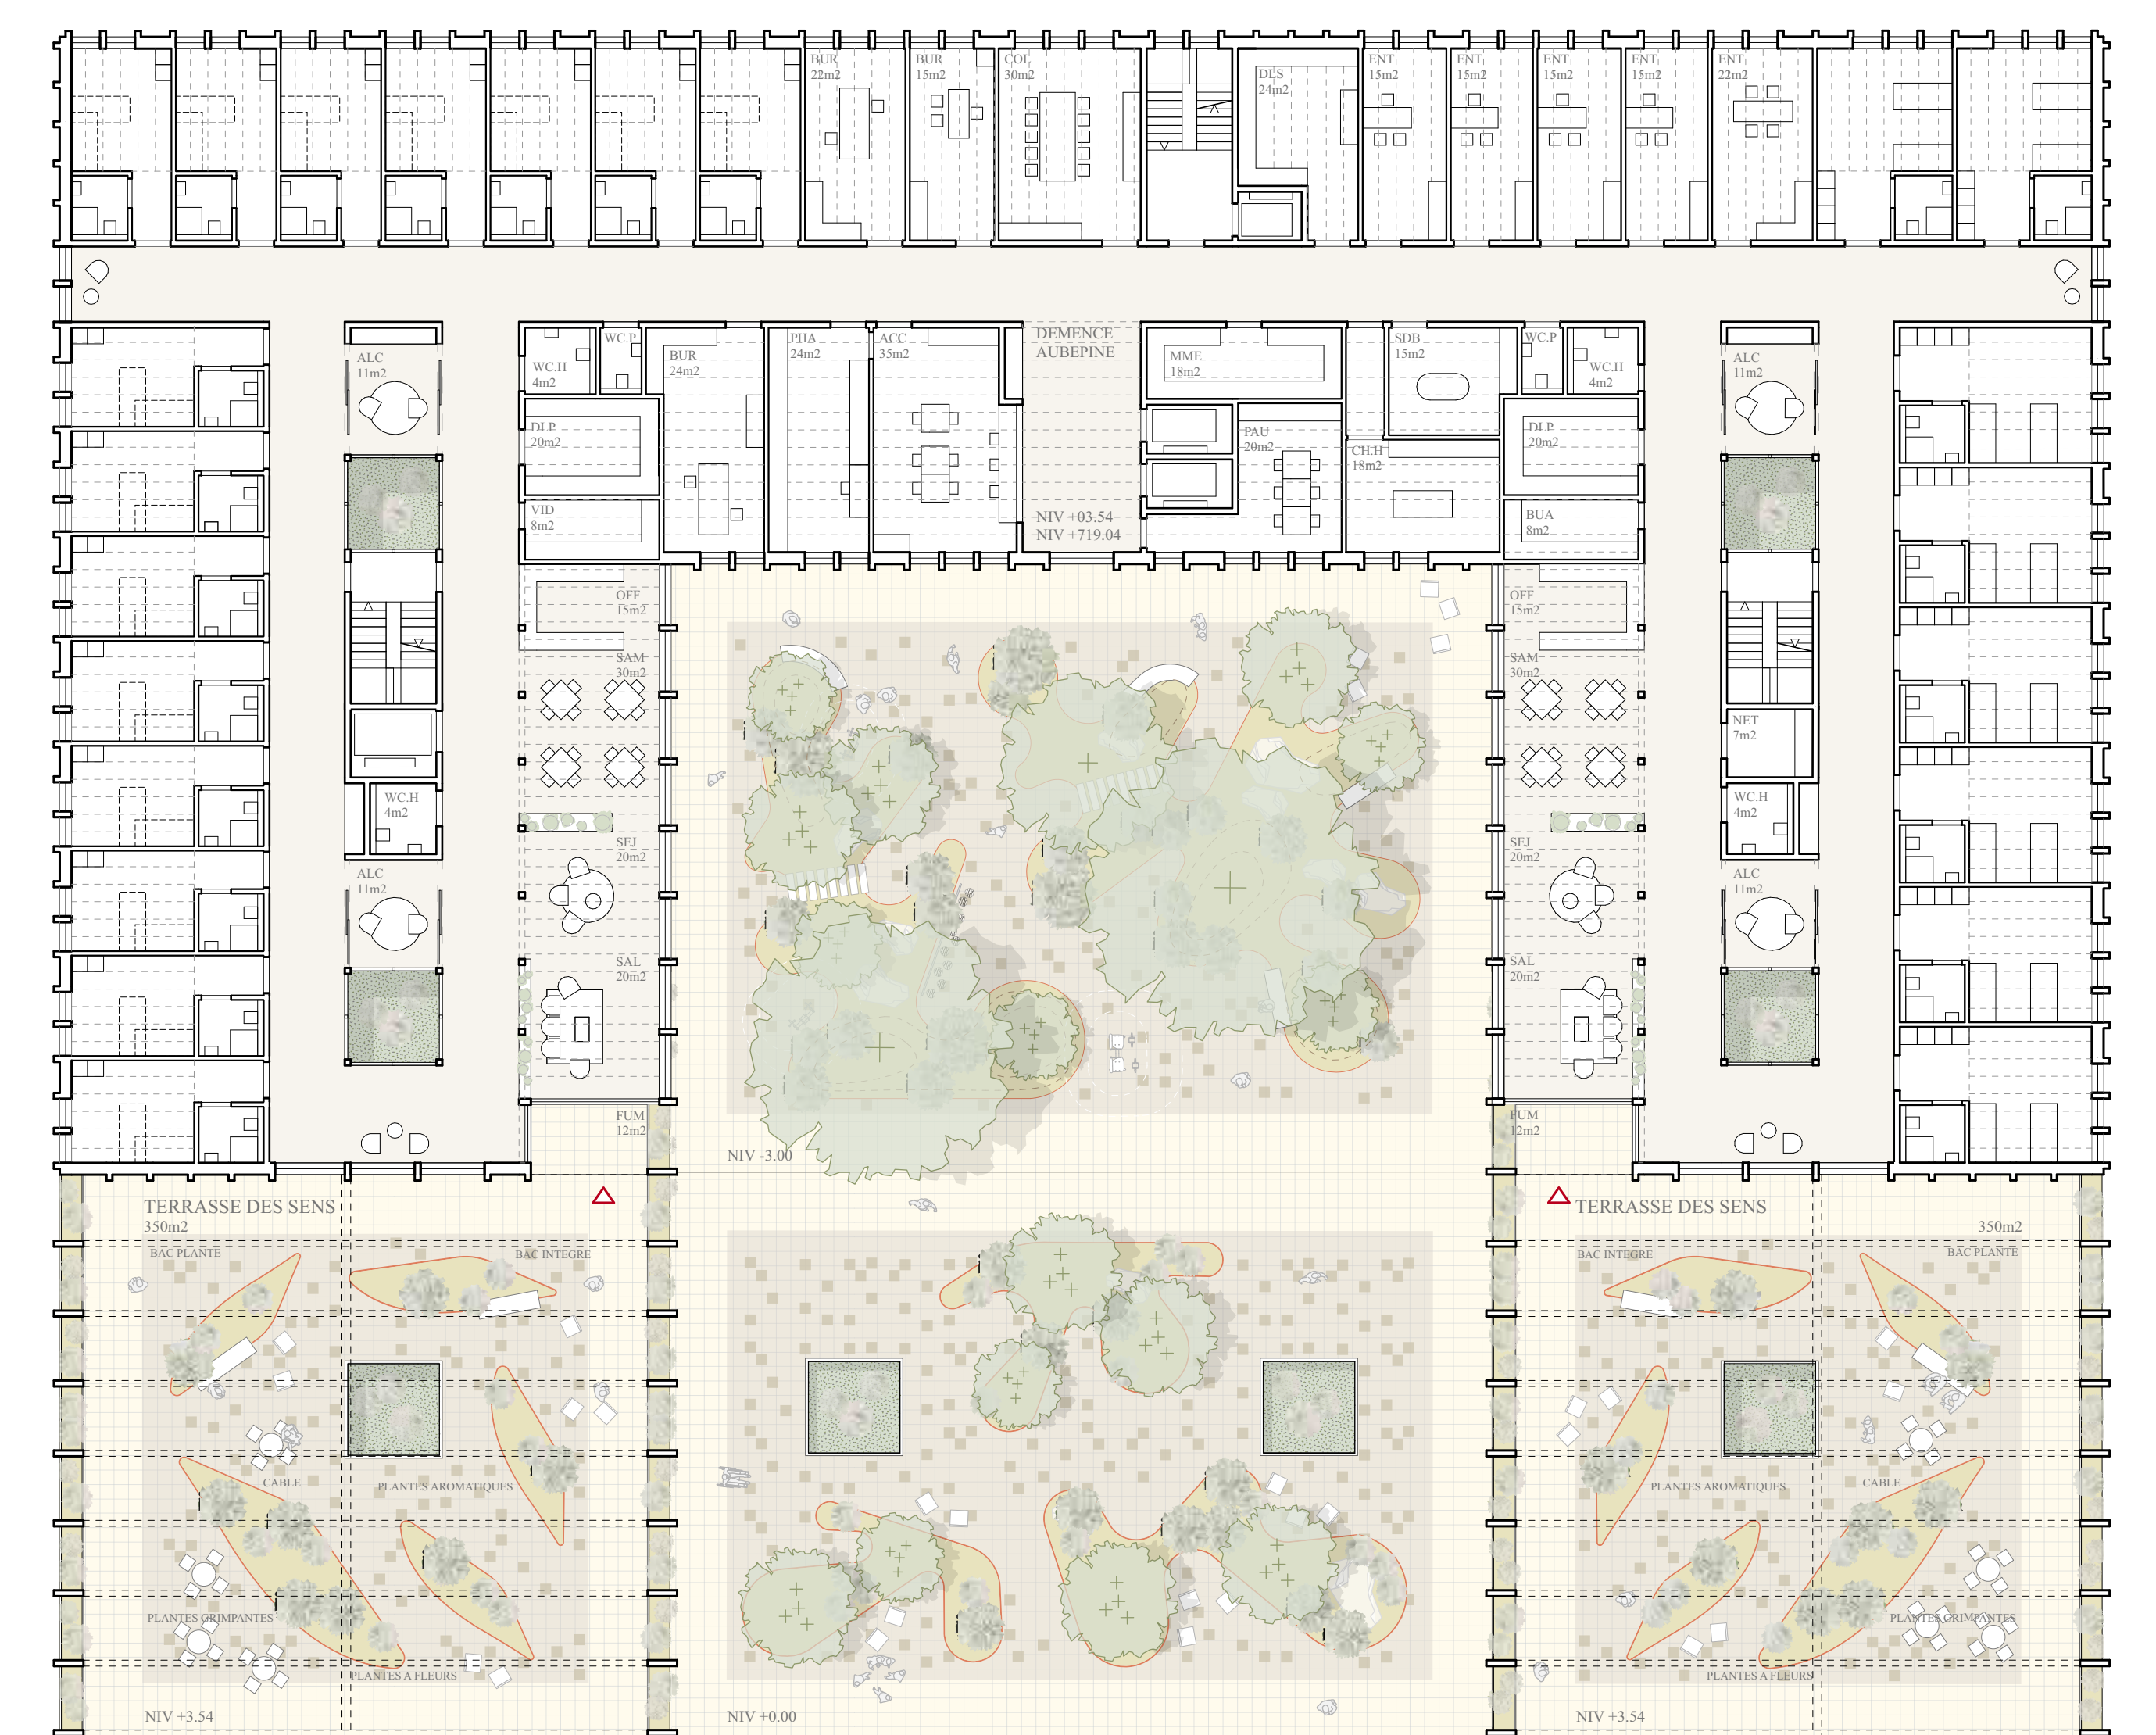 BUR
22m2
BUR
15m2
COL
30m2
DLS
24m2
ENT
15m2
ENT
15m2
ENT
15m2
ENT
15m2
ENT
22m2
ALC
11m2
WC.H
4m2
WC.P
BUR
24m2
PHA
24m2
ACC
35m2
DEMENCE
AUBEPINE
MME
18m2
SDB
15m2
WC.P
WC.H
4m2
ALC
11m2
DLP
20m2
PAU
20m2
CH.H
18m2
DLP
20m2
VID
8m2
NIV +03.54
NIV +719.04
BUA
8m2
OFF
15m2
OFF
15m2
SAM
30m2
SAM
30m2
NET
7m2
WC.H
4m2
WC.H
4m2
SEJ
20m2
SEJ
20m2
ALC
11m2
ALC
11m2
SAL
20m2
SAL
20m2
FUM
12m2
FUM
12m2
NIV -3.00
TERRASSE DES SENS
350m2
TERRASSE DES SENS
350m2
BAC PLANTE
BAC INTEGRE
BAC INTEGRE
BAC PLANTE
CABLE
PLANTES AROMATIQUES
PLANTES AROMATIQUES
CABLE
PLANTES GRIMPANTES
PLANTES GRIMPANTES
PLANTES A FLEURS
PLANTES A FLEURS
NIV +3.54
NIV +0.00
NIV +3.54